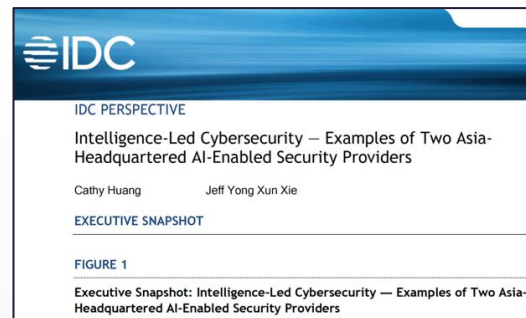 IDC
IDC PERSPECTIVE
Intelligence-Led Cybersecurity — Examples of Two Asia-
Headquartered AI-Enabled Security Providers
Cathy Huang Jeff Yong Xun Xie
EXECUTIVE SNAPSHOT
FIGURE 1
Executive Snapshot: Intelligence-Led Cybersecurity — Examples of Two Asia-
Headquartered AI-Enabled Security Providers